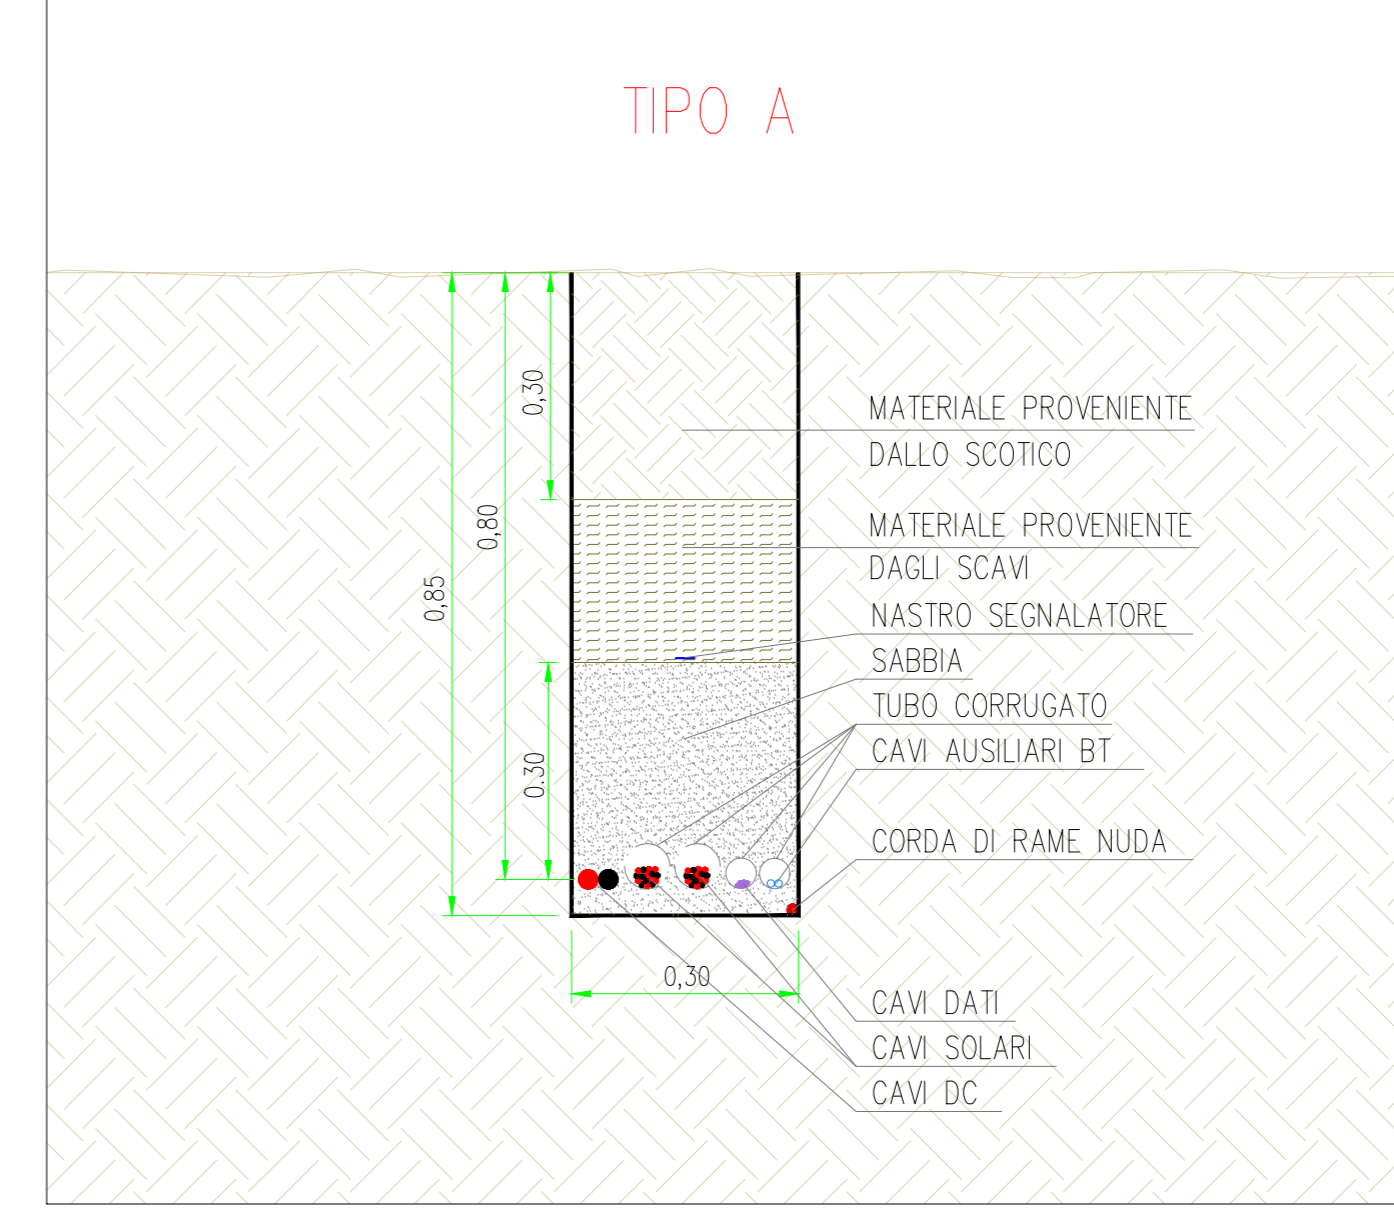 TIPO A
0,30
0,80
0,85
0.30
0,30
MATERIALE PROVENIENTE
DALLO SCOTICO
MATERIALE PROVENIENTE
DAGLI SCAVI
NASTRO SEGNALATORE
SABBIA
TUBO CORRUGATO
CAVI AUSILIARI BT
CORDA DI RAME NUDA
CAVI DATI
CAVI SOLARI
CAVI DC